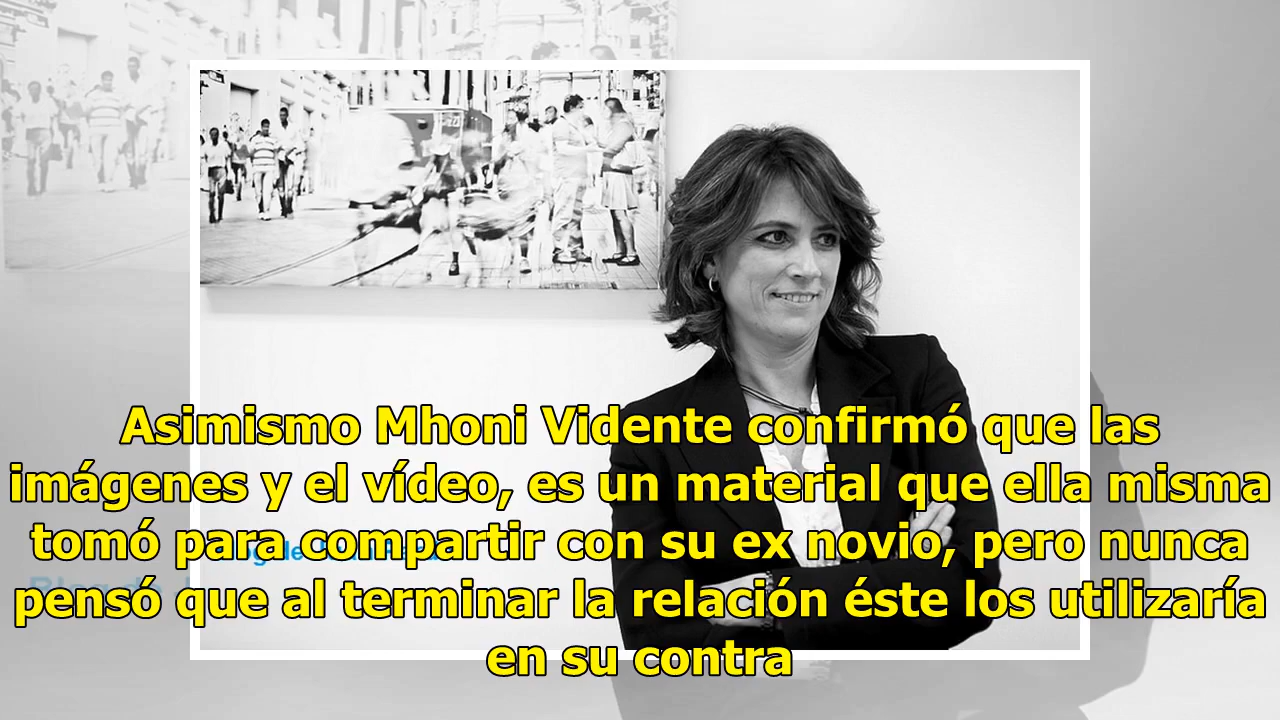 Asimismo Mhoni Vidente confirmó que las
imágenes y el vídeo, es un material que ella misma
tomó para compartir con su ex novio, pero nunca
pensó que al terminar la relación éste los utilizaría
en su contra